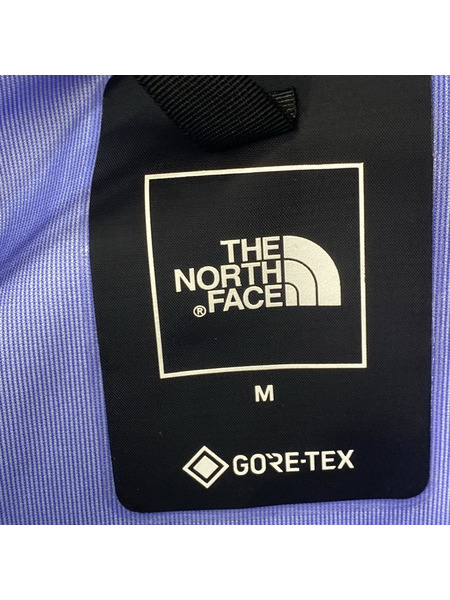 THE
NORTH
FACE
®
M
GORE-TEX